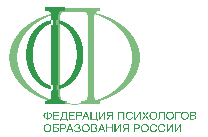 ФЕДЕРАЦИЯ ПСИХОЛОГОВ
ОБРАЗОВАНИЯ РОССИИ